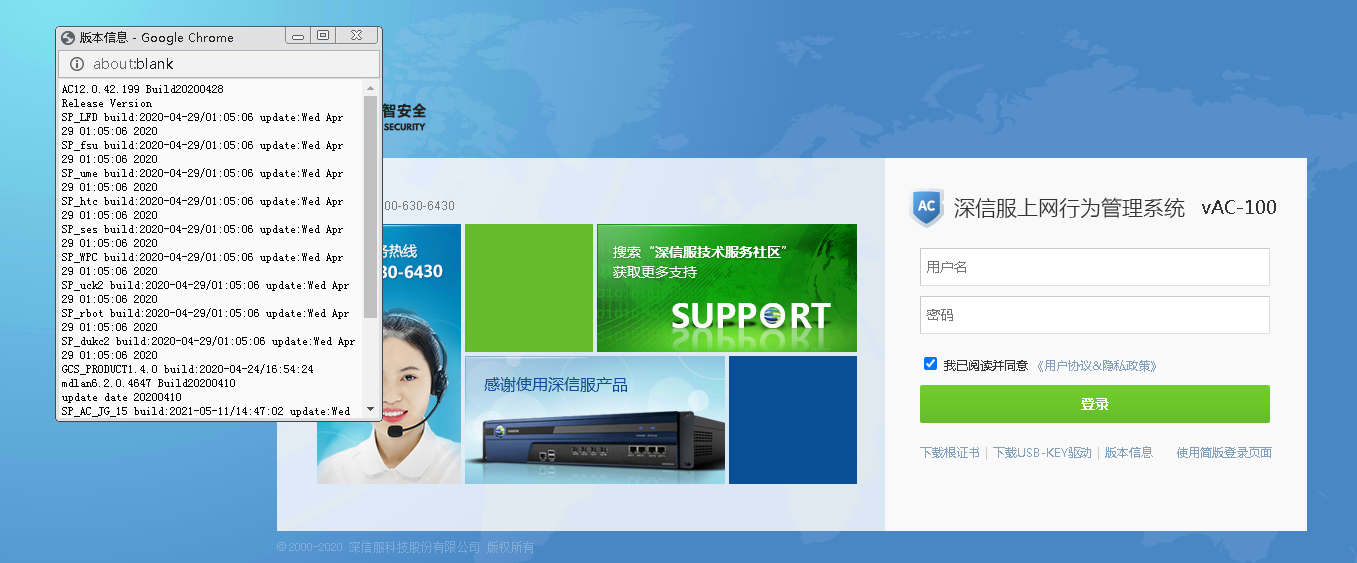 版本信息 - Google Chrome
about:blank
AC12.0.42.199 Build20200428
Release Version
SP_LFD build:2020-04-29/01:05:06 update:Wed Apr
29 01:05:06 2020
SP_fsu build:2020-04-29/01:05:06 update:Wed Apr
29 01:05:06 2020
SP_ume build:2020-04-29/01:05:06 update:Wed Apr
29 01:05:06 2020
SP_htc build:2020-04-29/01:05:06 update:Wed Apr
29 01:05:06 2020
SP_ses build:2020-04-29/01:05:06 update:Wed Apr
29 01:05:06 2020
SP_WPC build:2020-04-29/01:05:06 update:Wed Apr
29 01:05:06 2020
SP_uck2 build:2020-04-29/01:05:06 update:Wed Apr
29 01:05:06 2020
SP_rbot build:2020-04-29/01:05:06 update:Wed Apr
29 01:05:06 2020
SP_dukc2 build:2020-04-29/01:05:06 update:Wed Apr
29 01:05:06 2020
GCS_PRODUCT1.4.0 build:2020-04-24/16:54:24
mdlan6.2.0.4647 Build20200410
update date 20200410
SP_AC_JG_15 build:2021-05-11/14:47:02 update:Wed
智安全
SECURITY
00-630-6430
务热线
30-6430
搜索“深信服技术服务社区”
获取更多支持
SUPPORT
感谢使用深信服产品
AC 深信服上网行为管理系统 vAC-100
用户名
密码
我已阅读并同意 《用户协议&隐私政策》
登录
下载根证书 | 下载USB-KEY驱动 | 版本信息 使用简版登录页面
©2000-2020 深信服科技股份有限公司 版权所有